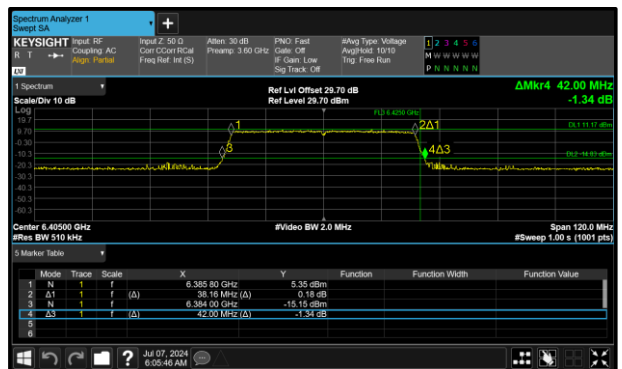 Spectrum Analyzer 1
Swept SA
KEYSIGHT
R T
LXI
Input: RF
Coupling: AC
Align: Partial
Input Z: 50 Ω
Corr CCorr RCal
Freq Ref: Int (S)
Atten: 30 dB
Preamp: 3.60 GHz
PNO: Fast
Gate: Off
IF Gain: Low
Sig Track: Off
#Avg Type: Voltage
Avg|Hold: 10/10
Trig: Free Run
1 2 3 4 5 6
M W W W W W
P N N N N N
1 Spectrum
Scale/Div 10 dB
Ref Lvl Offset 29.70 dB
Ref Level 29.70 dBm
ΔMkr4 42.00 MHz
-1.34 dB
Log
19.7
9.70
-0.30
-10.3
-20.3
-30.3
-40.3
-50.3
-60.3
FL3 6.4250 GHz
1
2Δ1
3
4Δ3
DL1 11.17 dBm
DL2 -14.83 dBm
Center 6.40500 GHz
#Res BW 510 kHz
#Video BW 2.0 MHz
Span 120.0 MHz
#Sweep 1.00 s (1001 pts)
5 Marker Table
Mode Trace Scale X Y Function Function Width Function Value
1 N 1 f 6.385 80 GHz 5.35 dBm
2 Δ1 1 f (Δ) 38.16 MHz (Δ) 0.18 dB
3 N 1 f 6.384 00 GHz -15.15 dBm
4 Δ3 1 f (Δ) 42.00 MHz (Δ) -1.34 dB
5
6
Jul 07, 2024
6:05:46 AM